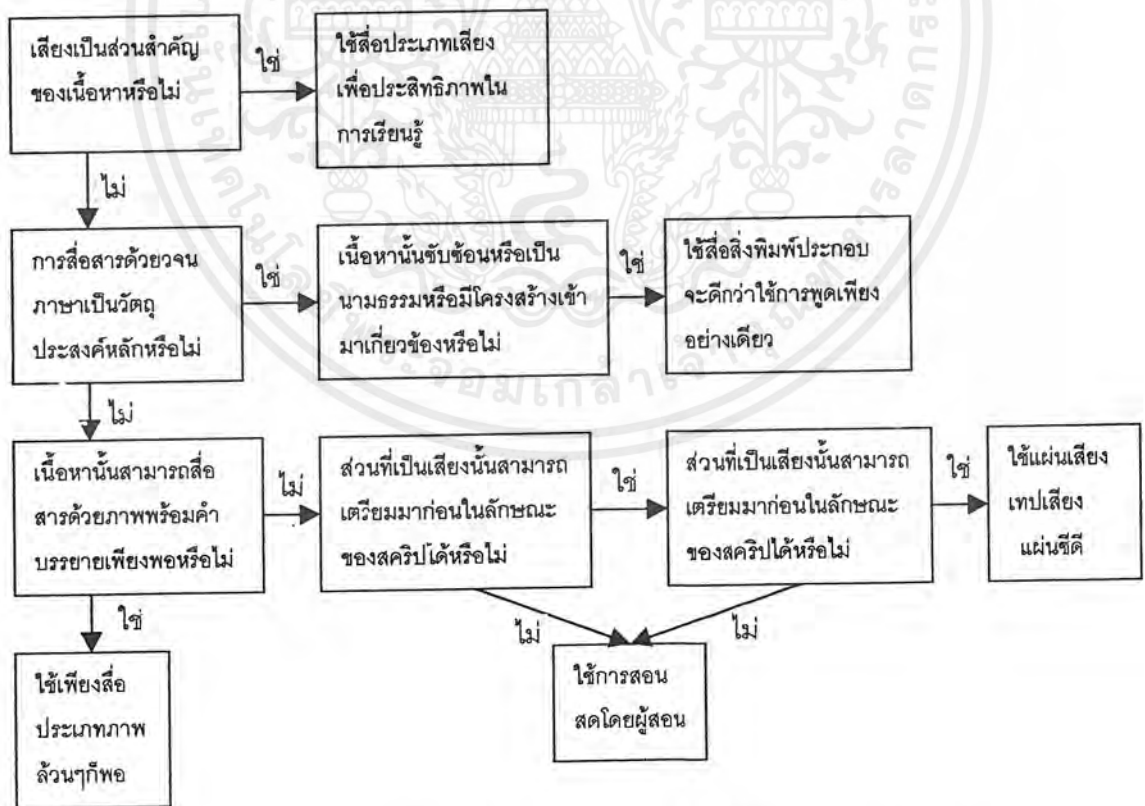 เสียงเป็นส่วนสำคัญ
ของเนื้อหาหรือไม่
ใช่
ใช้สื่อประเภทเสียง
เพื่อประสิทธิภาพใน
การเรียนรู้
ไม่
การสื่อสารด้วยวจน
ภาษาเป็นวัตถุ
ประสงค์หลักหรือไม่
ใช่
เนื้อหานั้นซับซ้อนหรือเป็น
นามธรรมหรือมีโครงสร้างเข้า
มาเกี่ยวข้องหรือไม่
ใช่
ใช้สื่อสิ่งพิมพ์ประกอบ
จะดีกว่าใช้การพูดเพียง
อย่างเดียว
ไม่
เนื้อหานั้นสามารถสื่อ
สารด้วยภาพพร้อมคำ
บรรยายเพียงพอหรือไม่
ไม่
ส่วนที่เป็นเสียงนั้นสามารถ
เตรียมมาก่อนในลักษณะ
ของสคริปได้หรือไม่
ใช่
ส่วนที่เป็นเสียงนั้นสามารถ
เตรียมมาก่อนในลักษณะ
ของสคริปได้หรือไม่
ใช่
ใช้แผ่นเสียง
เทปเสียง
แผ่นซีดี
ใช่
ไม่
ไม่
ใช้เพียงสื่อ
ประเภทภาพ
ล้วนๆก็พอ
ใช้การสอน
สดโดยผู้สอน